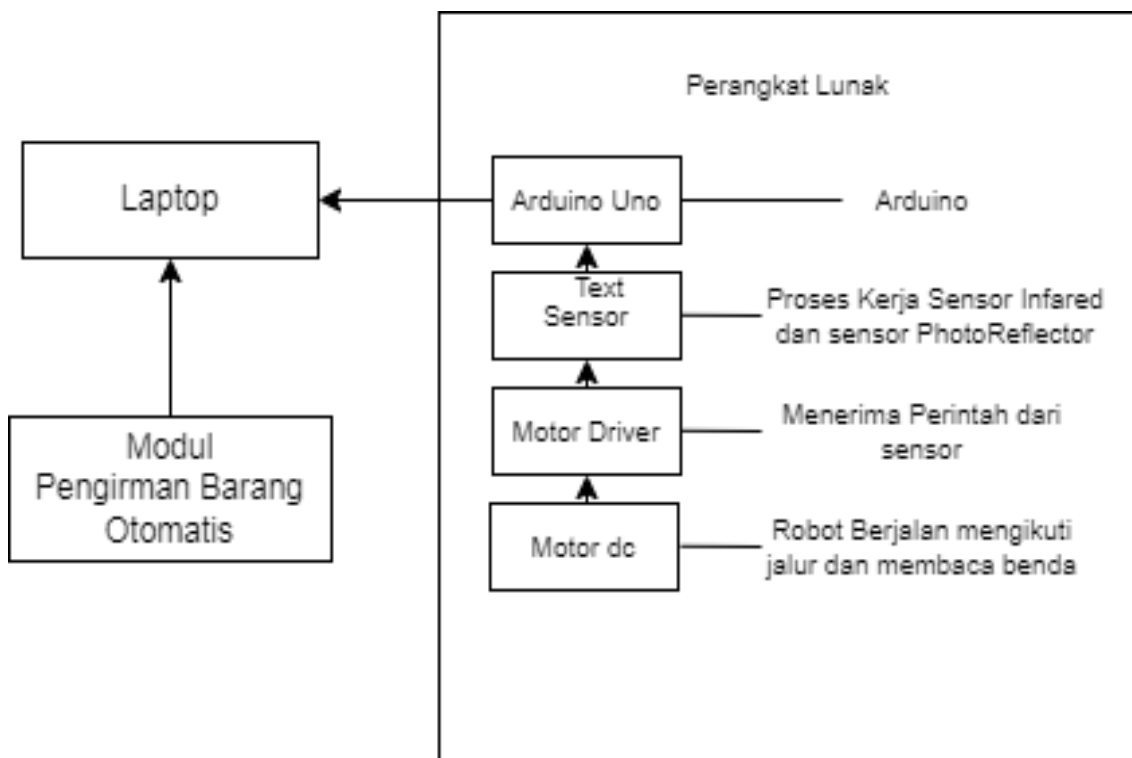 Perangkat Lunak
Laptop
Arduino Uno
Arduino
Text
Sensor
Proses Kerja Sensor Infared
dan sensor PhotoReflector
Motor Driver
Menerima Perintah dari
sensor
Modul
Pengirman Barang
Otomatis
Motor dc
Robot Berjalan mengikuti
jalur dan membaca benda